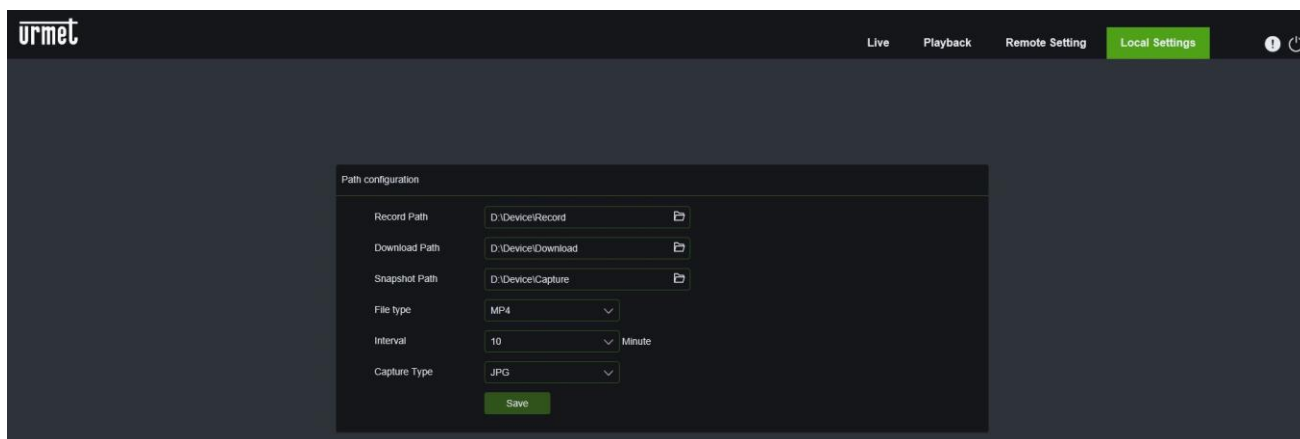 urmet
Live Playback Remote Setting Local Settings
Path configuration
Record Path D:\Device\Record
Download Path D:\Device\Download
Snapshot Path D:\Device\Capture
File type MP4
Interval 10 Minute
Capture Type JPG
Save